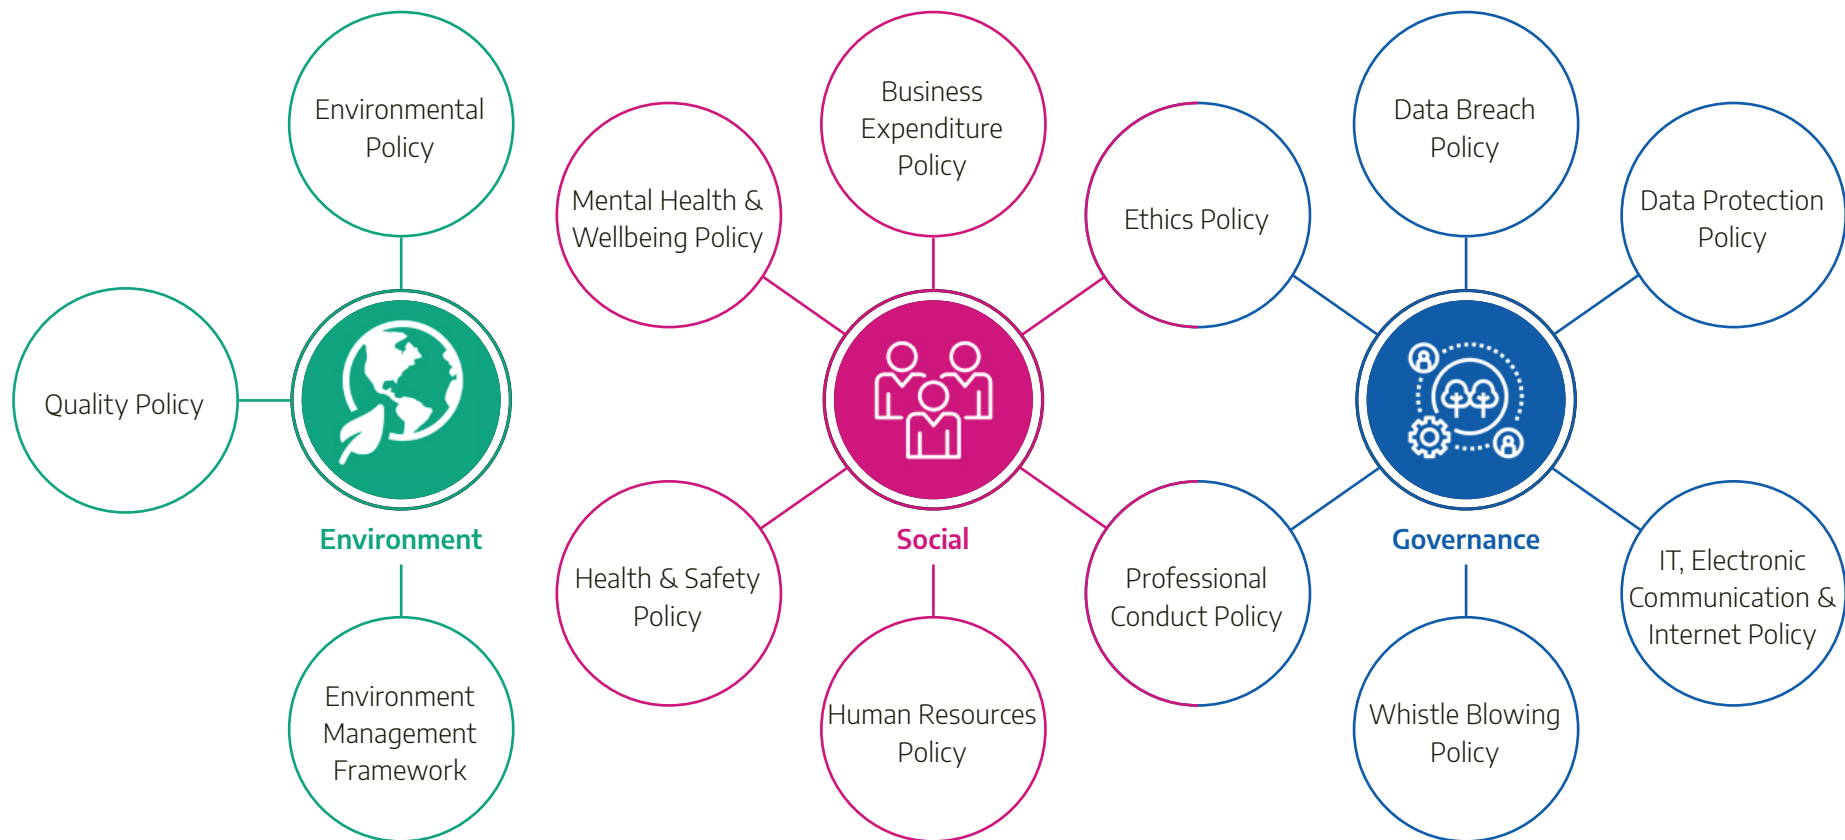 Environmental
Policy
Quality Policy
Environment
Environment
Management
Framework
Business
Expenditure
Policy
Mental Health &
Wellbeing Policy
Ethics Policy
Social
Health & Safety
Policy
Professional
Conduct Policy
Human Resources
Policy
Data Breach
Policy
Data Protection
Policy
Governance
IT, Electronic
Communication &
Internet Policy
Whistle Blowing
Policy